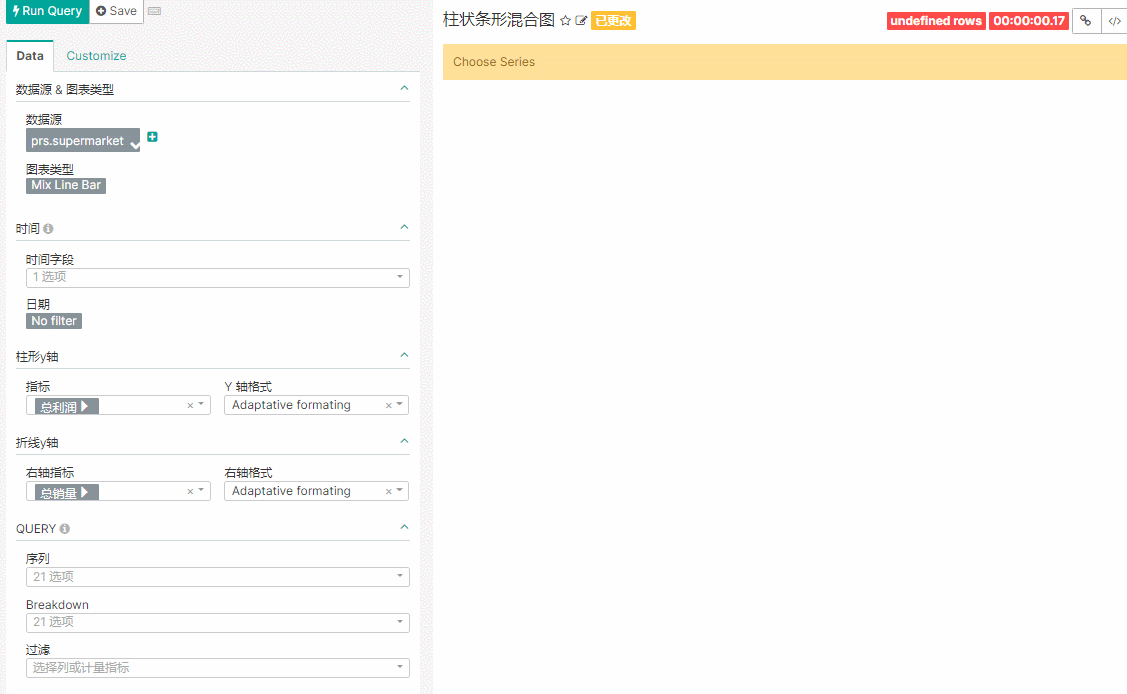 Run Query Save
Data Customize
数据源 & 图表类型
数据源
prs.supermarket
图表类型
Mix Line Bar
时间
时间字段
1 选项
日期
No filter
柱形y轴
指标 Y 轴格式
总利润 × Adaptative formating ×
折线y轴
右轴指标 右轴格式
总销量 × Adaptative formating ×
QUERY
序列
21 选项
Breakdown
21 选项
过滤
选择列或计量指标
柱状条形混合图 已更改 undefined rows 00:00:00.17 </>
Choose Series